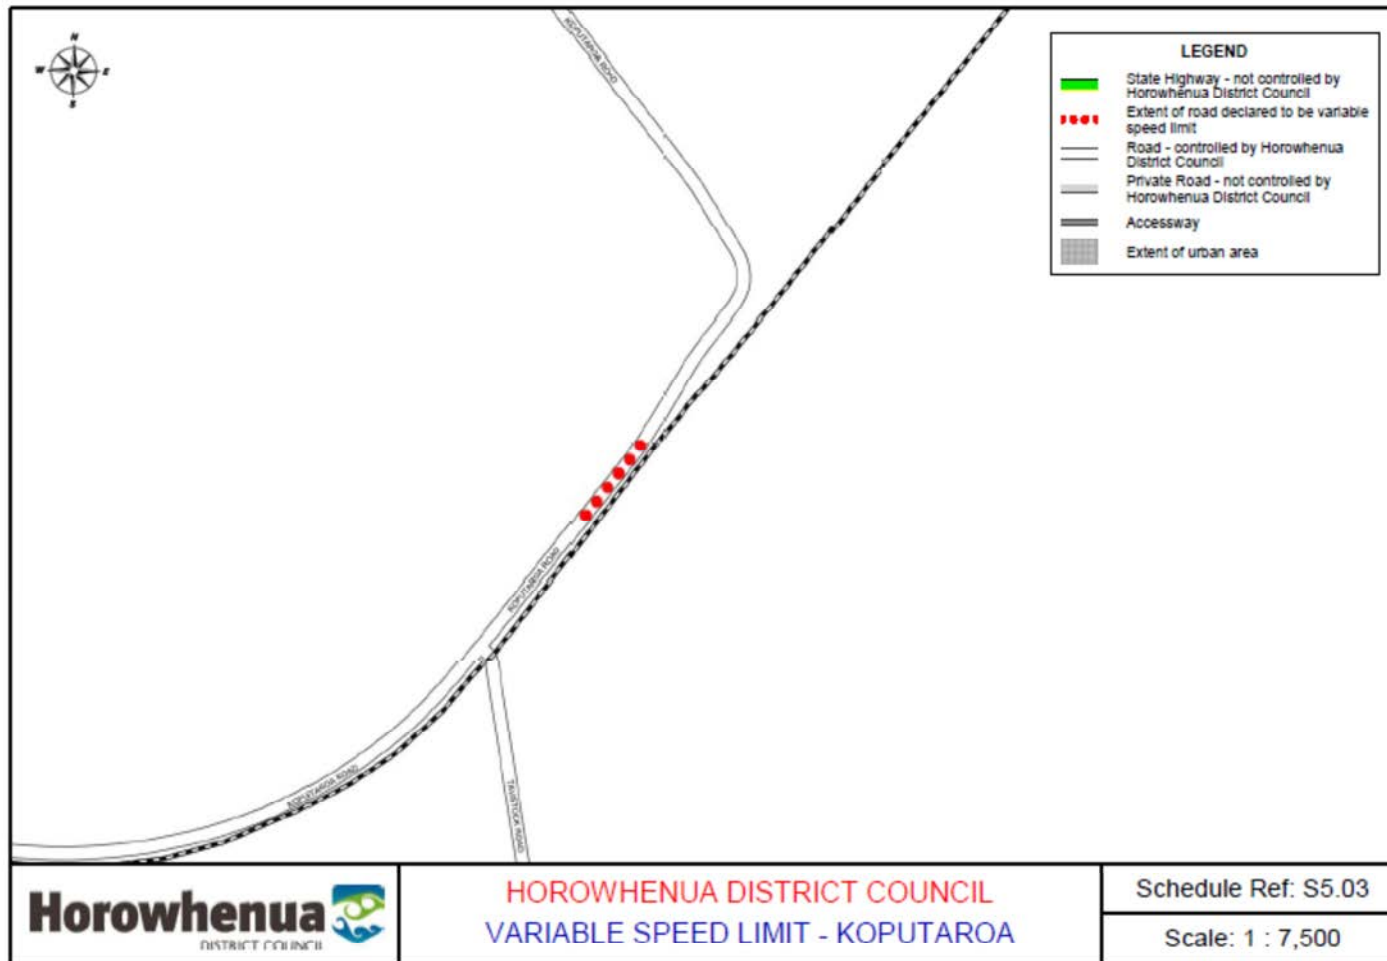 N
W E
S
KOPUTAROA ROAD
LEGEND
State Highway - not controlled by
Horowhenua District Council
Extent of road declared to be variable
speed limit
Road - controlled by Horowhenua
District Council
Private Road - not controlled by
Horowhenua District Council
Accessway
Extent of urban area
KOPUTAROA ROAD
KOPUTAROA ROAD
TAVISTOCK ROAD
Horowhenua
DISTRICT COUNCIL
HOROWHENUA DISTRICT COUNCIL
VARIABLE SPEED LIMIT - KOPUTAROA
Schedule Ref: S5.03
Scale: 1 : 7,500